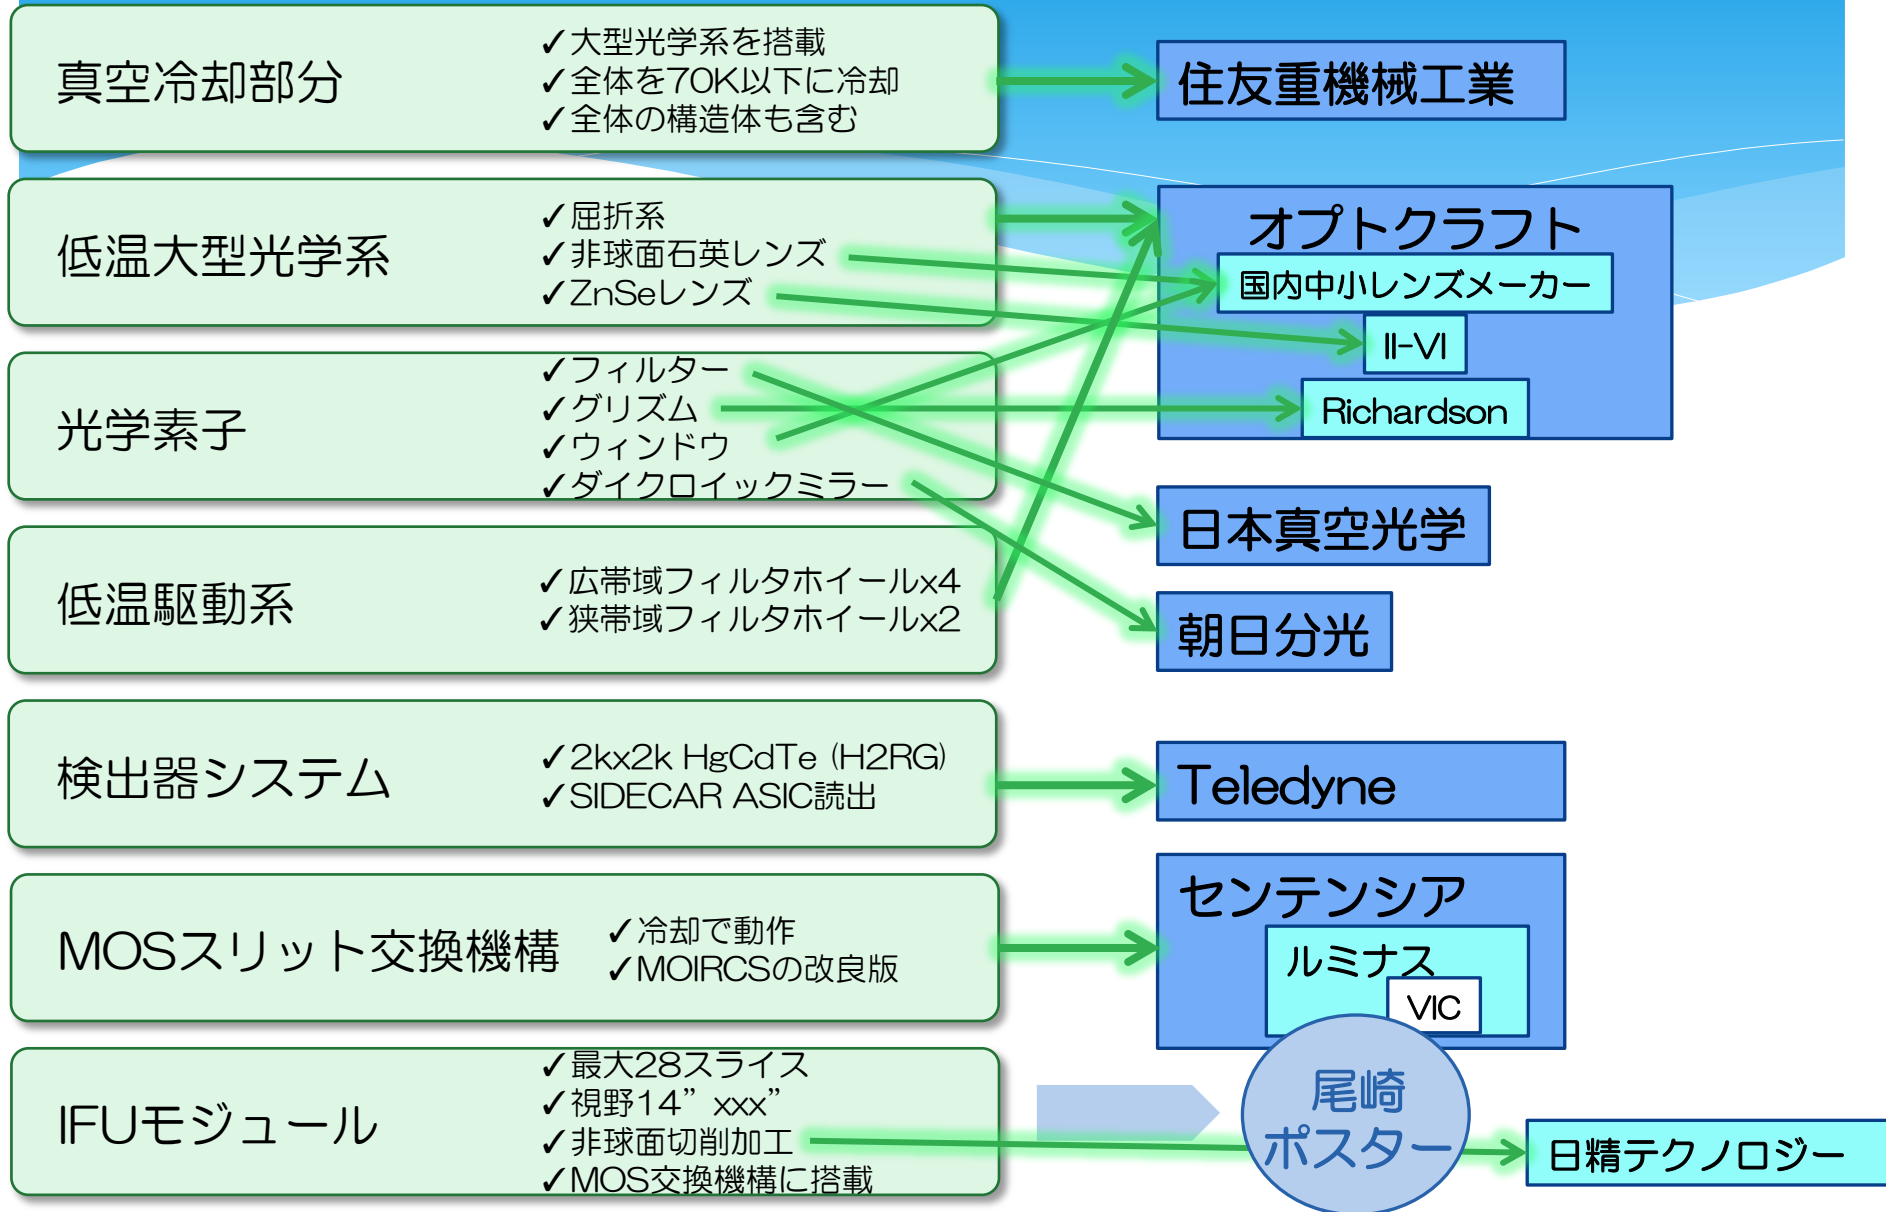 真空冷却部分
✓大型光学系を搭載
✓全体を70K以下に冷却
✓全体の構造体も含む
住友重機械工業
低温大型光学系
✓屈折系
✓非球面石英レンズ
✓ZnSeレンズ
オプトクラフト
国内中小レンズメーカー
II-VI
Richardson
光学素子
✓フィルター
✓グリズム
✓ウィンドウ
✓ダイクロイックミラー
日本真空光学
朝日分光
低温駆動系
✓広帯域フィルタホイールx4
✓狭帯域フィルタホイールx2
検出器システム
✓2kx2k HgCdTe (H2RG)
✓SIDECAR ASIC読出
Teledyne
MOSスリット交換機構
✓冷却で動作
✓MOIRCSの改良版
センテンシア
ルミナス
VIC
IFUモジュール
✓最大28スライス
✓視野14”xxx”
✓非球面切削加工
✓MOS交換機構に搭載
尾崎
ポスター
日精テクノロジー